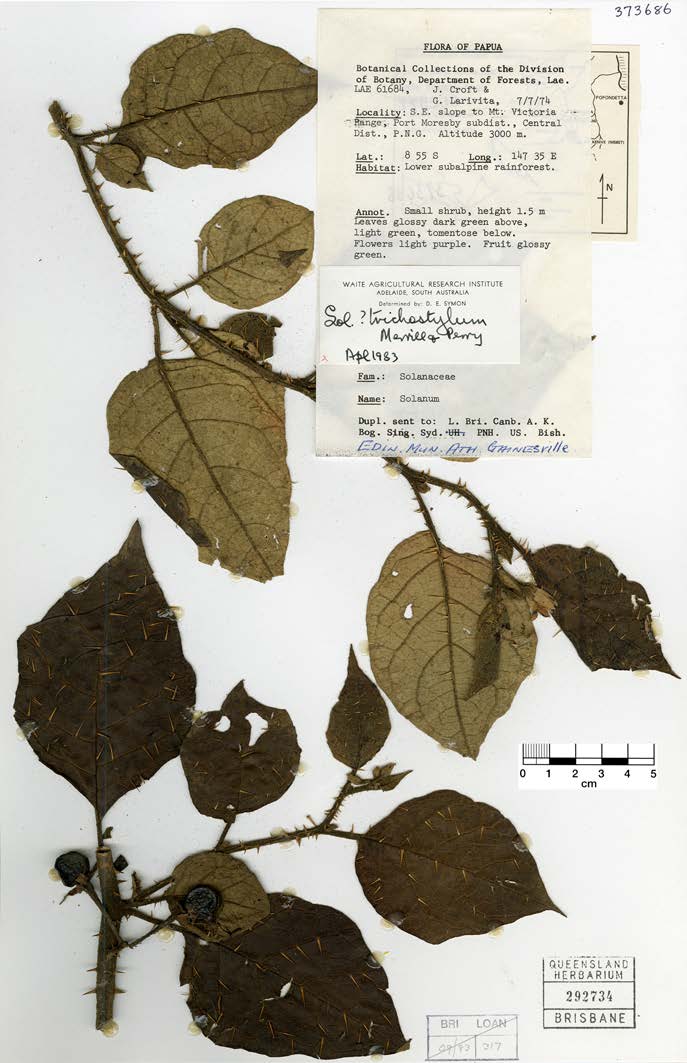 373686
FLORA OF PAPUA
Botanical Collections of the Division
of Botany, Department of Forests, Lae.
LAE 61684, J. Croft &
G. Larivita, 7/7/74
Locality: S.E. slope to Mt. Victoria
Range, Port Moresby subdist., Central
Dist., P.N.G. Altitude 3000 m.
Lat.: 8 55 S Long.: 147 35 E
Habitat: Lower subalpine rainforest.
Annot. Small shrub, height 1.5 m
Leaves glossy dark green above,
light green, tomentose below.
Flowers light purple. Fruit glossy
green.
POPONDETTA
N
WAITE AGRICULTURAL RESEARCH INSTITUTE
ADELAIDE, SOUTH AUSTRALIA
Determined by: D. E. SYMON
Sol. ? trichostylum
Merrill & Perry
Apl 1983
Fam.: Solanaceae
Name: Solanum
Dupl. sent to: L. Bri. Canb. A. K.
Bog. Sing. Syd. UH. PNH. US. Bish.
EDIN. MUN. ATH. GAINESville
0 1 2 3 4 5
cm
QUEENSLAND
HERBARIUM
292734
BRISBANE
BRI LOAN
317